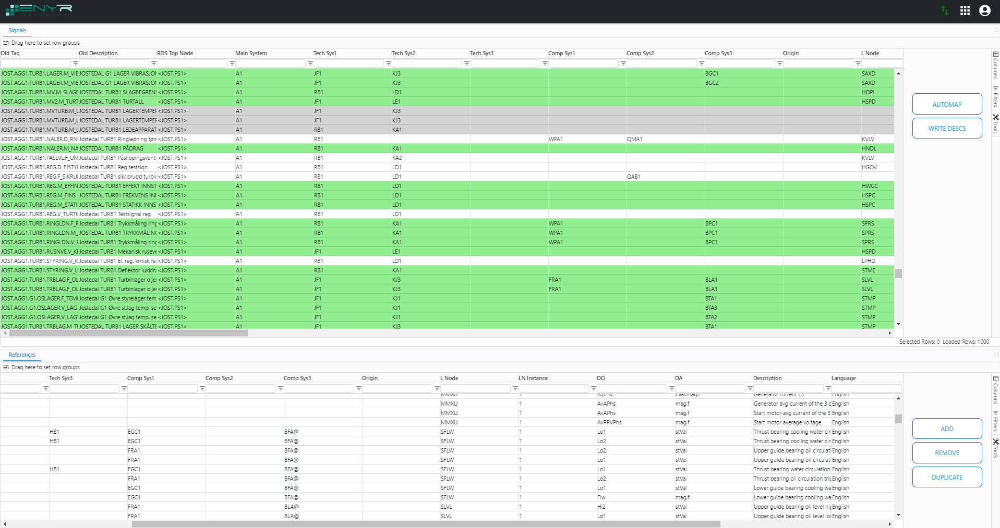 ENYR
Signals
Drag here to set row groups
Old Tag Old Description RDS Top Node Main System Tech Sys1 Tech Sys2 Tech Sys3 Comp Sys1 Comp Sys2 Comp Sys3 Origin L Node
JOST.AGG1.TURB1.LAGER.M_VIB JOSTEDAL G1 LAGER VIBRASJON <JOST.PS1> A1 JF1 KJ3 BGC1 SAXD
JOST.AGG1.TURB1.LAGER.M_VIB JOSTEDAL G1 LAGER VIBRASJON <JOST.PS1> A1 JF1 KJ3 BGC2 SAXD
JOST.AGG1.TURB1.MV.M_SLAGE JOSTEDAL TURB1 SLAGBEGRENS <JOST.PS1> A1 RB1 LD1 HOPL
JOST.AGG1.TURB1.MV2.M_TURT JOSTEDAL TURB1 TURTALL <JOST.PS1> A1 JF1 LE1 HSPD
JOST.AGG1.TURB1.MVTURB.M_L JOSTEDAL TURB1 LAGERTEMPER <JOST.PS1> A1 JF1 KJ3
JOST.AGG1.TURB1.MVTURB.M_L JOSTEDAL TURB1 LAGERTEMPER <JOST.PS1> A1 JF1 KJ3
JOST.AGG1.TURB1.MVTURB.M_L JOSTEDAL TURB1 LEDEAPPARAT <JOST.PS1> A1 RB1 KA1
JOST.AGG1.TURB1.NALER.D_RN Jostedal TURB1 Ringledning tøm <JOST.PS1> A1 RB1 WPA1 QMA1 KVLV
JOST.AGG1.TURB1.NALER.M_NA JOSTEDAL TURB1 PÅDRAG <JOST.PS1> A1 RB1 KA1 HNDL
JOST.AGG1.TURB1.PASLVL.F_UN Jostedal TURB1 Påslippingsventi <JOST.PS1> A1 RB1 KA2 KVLV
JOST.AGG1.TURB1.REG.D_FJSTYF Jostedal TURB1 Reg testsign <JOST.PS1> A1 RB1 LD1 HGOV
JOST.AGG1.TURB1.REG.F_SIKRU Jostedal TURB1 sikr.brudd turbin <JOST.PS1> A1 RB1 LD1 QAB1
JOST.AGG1.TURB1.REG.M_EFFIN JOSTEDAL TURB1 EFFEKT INNST <JOST.PS1> A1 RB1 LD1 HWGC
JOST.AGG1.TURB1.REG.M_FINS JOSTEDAL TURB1 FREKVENS INN <JOST.PS1> A1 RB1 LD1 HSPC
JOST.AGG1.TURB1.REG.M_STATI JOSTEDAL TURB1 STATIKK INNS <JOST.PS1> A1 RB1 LD1 HSPC
JOST.AGG1.TURB1.REG.V_TURTK Jostedal TURB1 Testsignal reg <JOST.PS1> A1 RB1 LD1
JOST.AGG1.TURB1.RINGLDN.F_R Jostedal TURB1 Trykkmåling ring <JOST.PS1> A1 RB1 KA1 WPA1 BPC1 SPRS
JOST.AGG1.TURB1.RINGLDN.M_ JOSTEDAL TURB1 TRYKKMÅLING <JOST.PS1> A1 RB1 KA1 WPA1 BPC1 SPRS
JOST.AGG1.TURB1.RINGLDN.V_F Jostedal TURB1 Trykkmåling ring <JOST.PS1> A1 RB1 KA1 WPA1 BPC1 SPRS
JOST.AGG1.TURB1.RUSNVE.V_KF Jostedal TURB1 Mekanisk ruseve <JOST.PS1> A1 JF1 LE1 HSPD
JOST.AGG1.TURB1.STYRING.V_K Jostedal TURB1 El. reg. kritisk fei <JOST.PS1> A1 RB1 LD1 LPHD
JOST.AGG1.TURB1.STYRING.V_LU Jostedal TURB1 Deflektor lukkin <JOST.PS1> A1 RB1 KA1 STME
JOST.AGG1.TURB1.TRBLAG.F_OL Jostedal TURB1 Turbinlager oljer <JOST.PS1> A1 JF1 KJ3 FRA1 BLA1 SLVL
JOST.AGG1.TURB1.TRBLAG.F_OL Jostedal TURB1 Turbinlager oljer <JOST.PS1> A1 JF1 KJ3 FRA1 BLA1 SLVL
JOST.AGG1.G1.OSLAGER.F_TEMF Jostedal G1 Øvre styrelager tem <JOST.PS1> A1 JF1 KJ1 BTA1 STMP
JOST.AGG1.G1.OSLAGER.V_LAGT Jostedal G1 Øvre st.lag temp. se <JOST.PS1> A1 JF1 KJ1 BTA3 STMP
JOST.AGG1.G1.OSLAGER.V_LAGT Jostedal G1 Øvre st.lag temp. se <JOST.PS1> A1 JF1 KJ1 BTA2 STMP
JOST.AGG1.TURB1.TRBLAG.M_TE JOSTEDAL TURB1 LAGER SKÅLTE <JOST.PS1> A1 JF1 KJ3 BTA1 STMP
AUTOMAP
WRITE DESCS
Columns
Filters
Tools
Selected Rows: 0 Loaded Rows: 1000
References
Drag here to set row groups
Tech Sys3 Comp Sys1 Comp Sys2 Comp Sys3 Origin L Node LN Instance DO DA Description Language
MMXU 1 A.phsC cVal.mag.f Generator current L3 English
MMXU 1 AvAPhs mag.f Generator avg current of the 3 p English
MMXU 1 AvAPhs mag.f Start motor avg current of the 3 English
MMXU 1 AvPPVPhs mag.f Start motor average voltage English
HB1 EGC1 BFA@ SFLW 1 Lo1 stVal Thrust bearing cooling water cir English
HB1 EGC1 BFA@ SFLW 1 Lo2 stVal Thrust bearing cooling water cir English
FRA1 BFA@ SFLW 1 Lo2 stVal Upper guide bearing oil circulati English
FRA1 BFA@ SFLW 1 Lo1 stVal Upper guide bearing oil circulati English
HB1 EGC1 BFA@ SFLW 1 Lo1 stVal Thrust bearing water circulation English
FRA1 BFA@ SFLW 1 Lo2 stVal Thrust bearing oil circulation trip English
EGC1 BFA@ SFLW 1 Lo1 stVal Lower guide bearing cooling wa English
EGC1 BFA@ SFLW 1 Flw mag.f Lower guide bearing cooling wa English
FRA1 BLA@ SLVL 1 Hi2 stVal Upper guide bearing oil level hig English
FRA1 BLA@ SLVL 1 Lo1 stVal Upper guide bearing oil level lov English
ADD
REMOVE
DUPLICATE
Columns
Filters
Tools